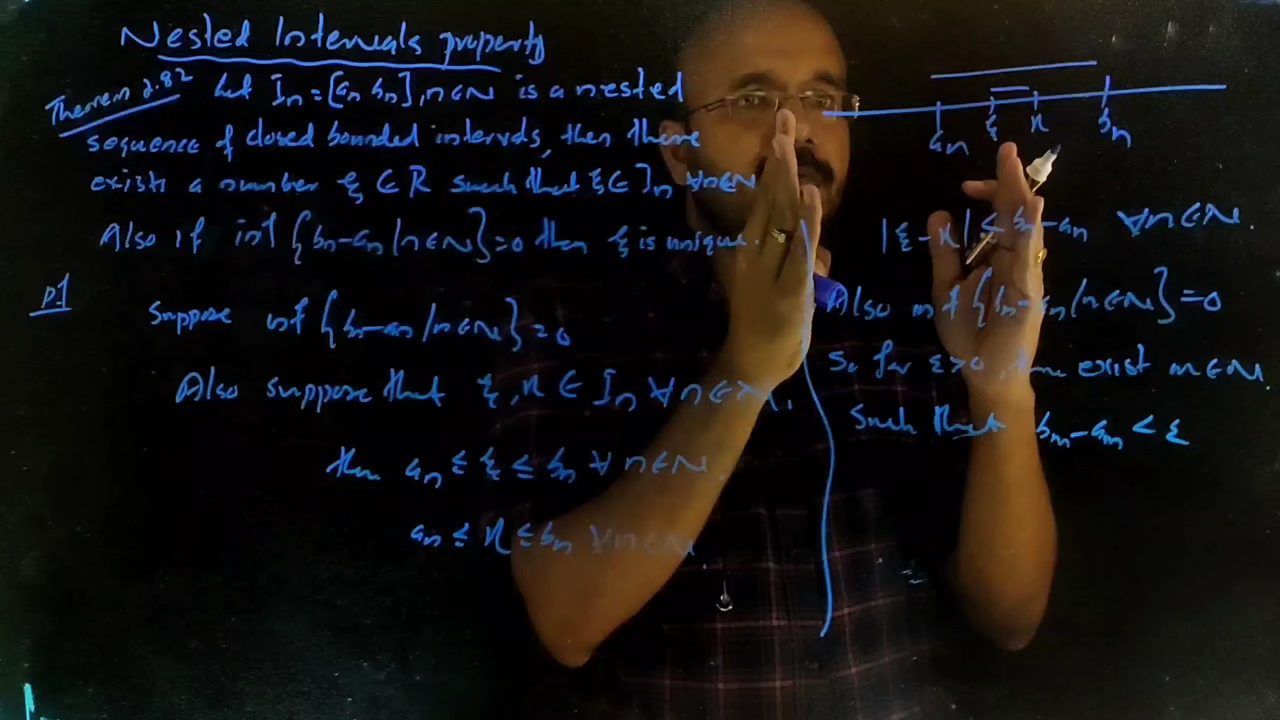 Nested Intervals property
Theorem 2.82 Let Iₙ = [aₙ bₙ], n∈N is a nested
sequence of closed bounded intervals, then there
exists a number ξ ∈ R such that ξ ∈ Iₙ ∀n∈N
Also if inf {bₙ-aₙ | n∈N} = 0 then ξ is unique.
Pf
Suppose inf {bₙ-aₙ | n∈N} = 0
Also suppose that ξ, x ∈ Iₙ ∀n∈N.
then aₙ ≤ ξ ≤ bₙ ∀n∈N.
aₙ ≤ x ≤ bₙ ∀n∈N
aₙ ξ x bₙ
|ξ-x| ≤ bₙ-aₙ ∀n∈N.
Also inf {bₙ-aₙ | n∈N} = 0
So for ε>0, there exist m∈N.
Such that bₘ-aₘ < ε